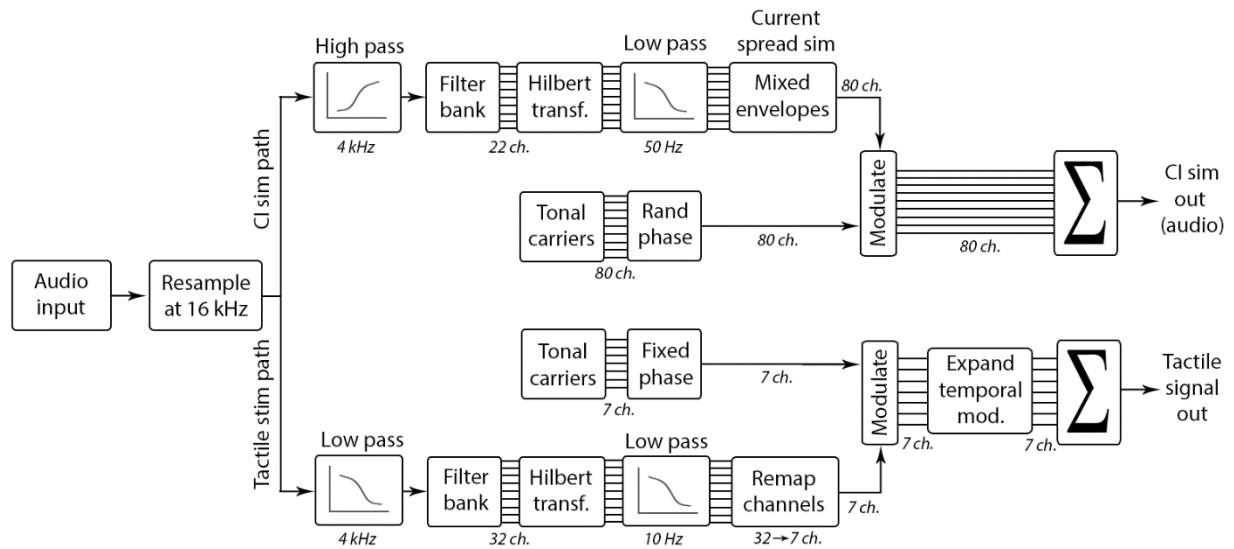 Current
spread sim
High pass
Low pass
Filter
bank
Hilbert
transf.
Mixed
envelopes
80 ch.
4 kHz
22 ch.
50 Hz
CI sim path
Tonal
carriers
Rand
phase
80 ch.
80 ch.
Modulate
80 ch.
Σ
CI sim
out
(audio)
Audio
input
Resample
at 16 kHz
Tactile stim path
Tonal
carriers
Fixed
phase
7 ch.
7 ch.
Modulate
7 ch.
Expand
temporal
mod.
7 ch.
Σ
Tactile
signal
out
Low pass
Low pass
Filter
bank
Hilbert
transf.
Remap
channels
7 ch.
4 kHz
32 ch.
10 Hz
32→7 ch.